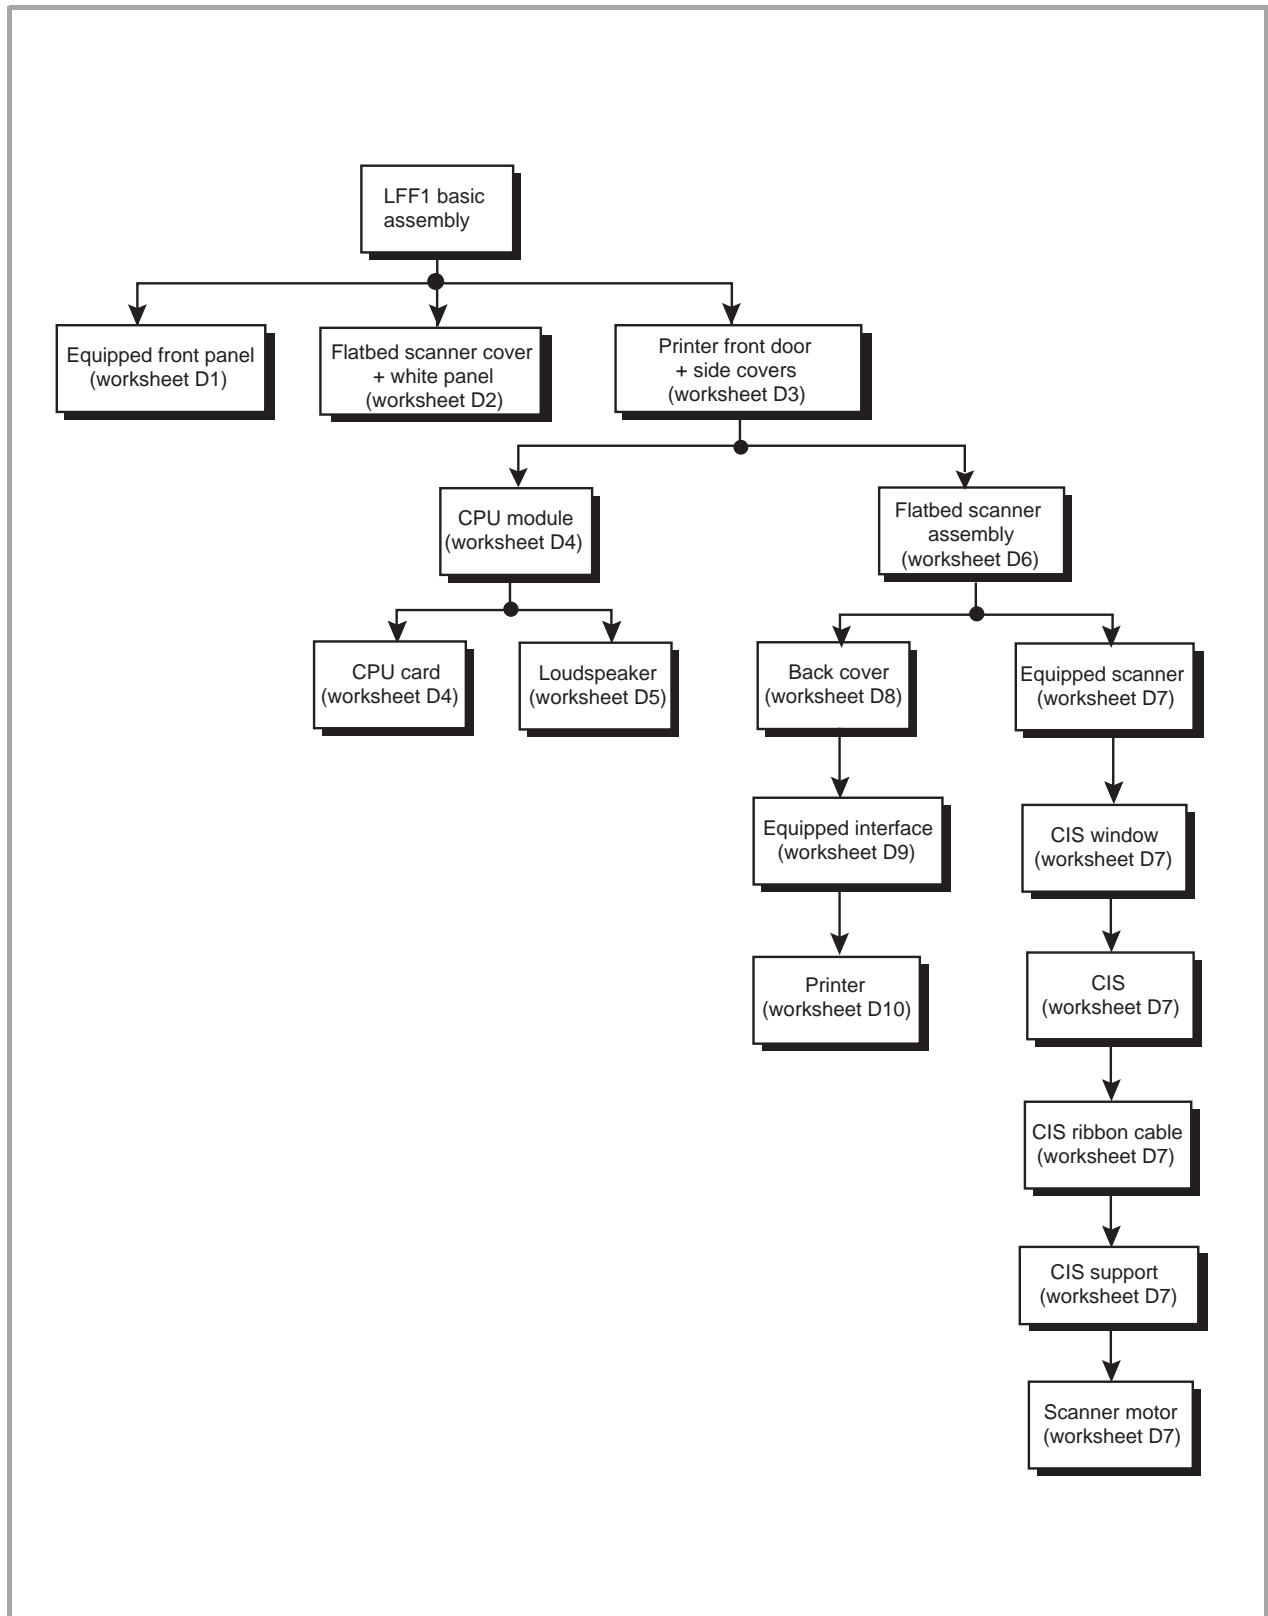 LFF1 basic
assembly
Equipped front panel
(worksheet D1)
Flatbed scanner cover
+ white panel
(worksheet D2)
Printer front door
+ side covers
(worksheet D3)
CPU module
(worksheet D4)
Flatbed scanner
assembly
(worksheet D6)
CPU card
(worksheet D4)
Loudspeaker
(worksheet D5)
Back cover
(worksheet D8)
Equipped scanner
(worksheet D7)
Equipped interface
(worksheet D9)
CIS window
(worksheet D7)
Printer
(worksheet D10)
CIS
(worksheet D7)
CIS ribbon cable
(worksheet D7)
CIS support
(worksheet D7)
Scanner motor
(worksheet D7)